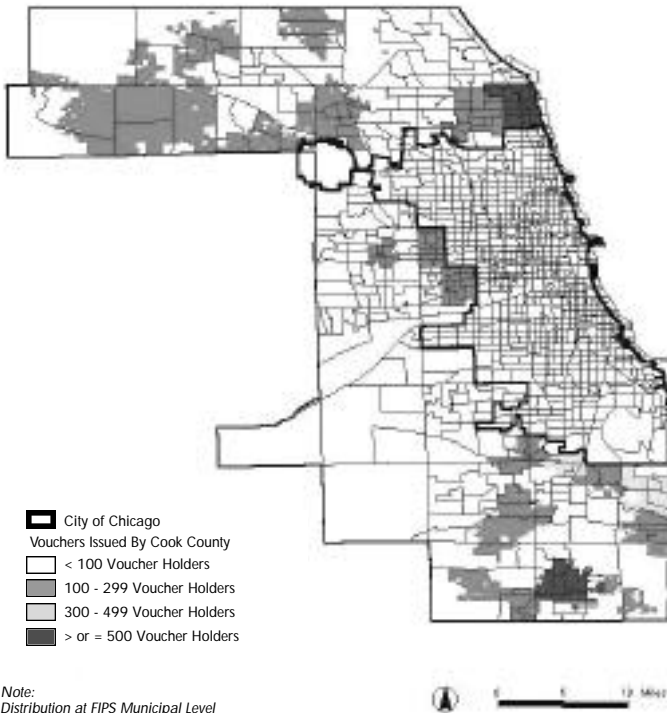 City of Chicago
Vouchers Issued By Cook County
< 100 Voucher Holders
100 - 299 Voucher Holders
300 - 499 Voucher Holders
> or = 500 Voucher Holders
Note:
Distribution at FIPS Municipal Level
Miles